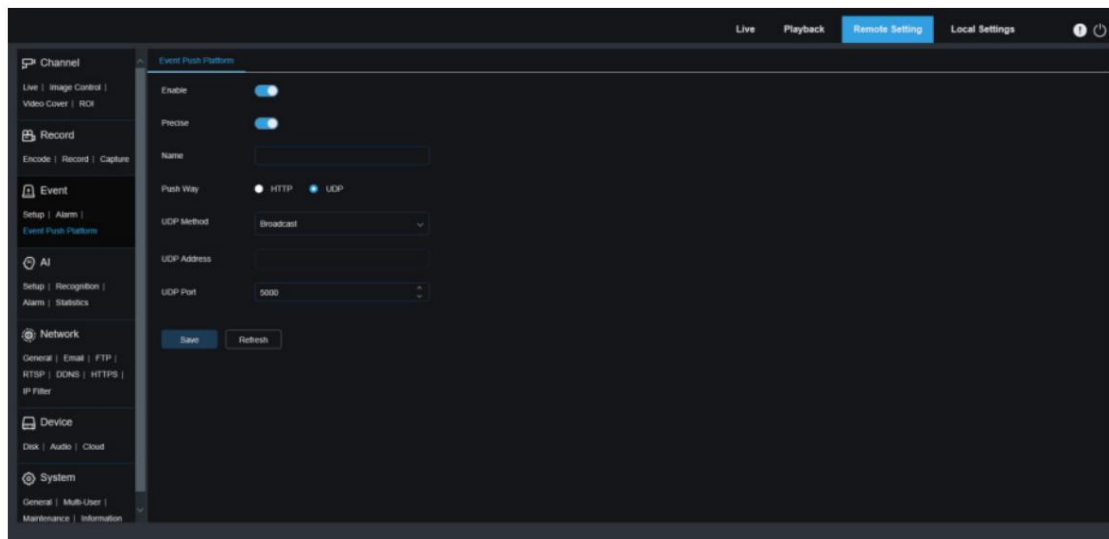 Live Playback Remote Setting Local Settings
Channel
Live | Image Control |
Video Cover | ROI
Record
Encode | Record | Capture
Event
Setup | Alarm |
Event Push Platform
AI
Setup | Recognition |
Alarm | Statistics
Network
General | Email | FTP |
RTSP | DDNS | HTTPS |
IP Filter
Device
Disk | Audio | Cloud
System
General | Multi-User |
Maintenance | Information
Event Push Platform
Enable
Precise
Name
Push Way HTTP UDP
UDP Method Broadcast
UDP Address
UDP Port 5000
Save Refresh